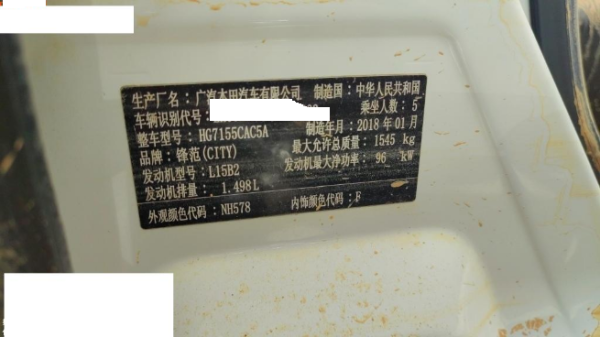 生产厂名：广汽本田汽车有限公司 制造国：中华人民共和国
车辆识别代号： 乘坐人数：5
整车型号：HG7155CAC5A 制造年月：2018年01月
品牌：锋范(CITY) 最大允许总质量：1545 kg
发动机型号：L15B2 发动机最大净功率：96 kW
发动机排量：1.498L
外观颜色代码：NH578 内饰颜色代码：F